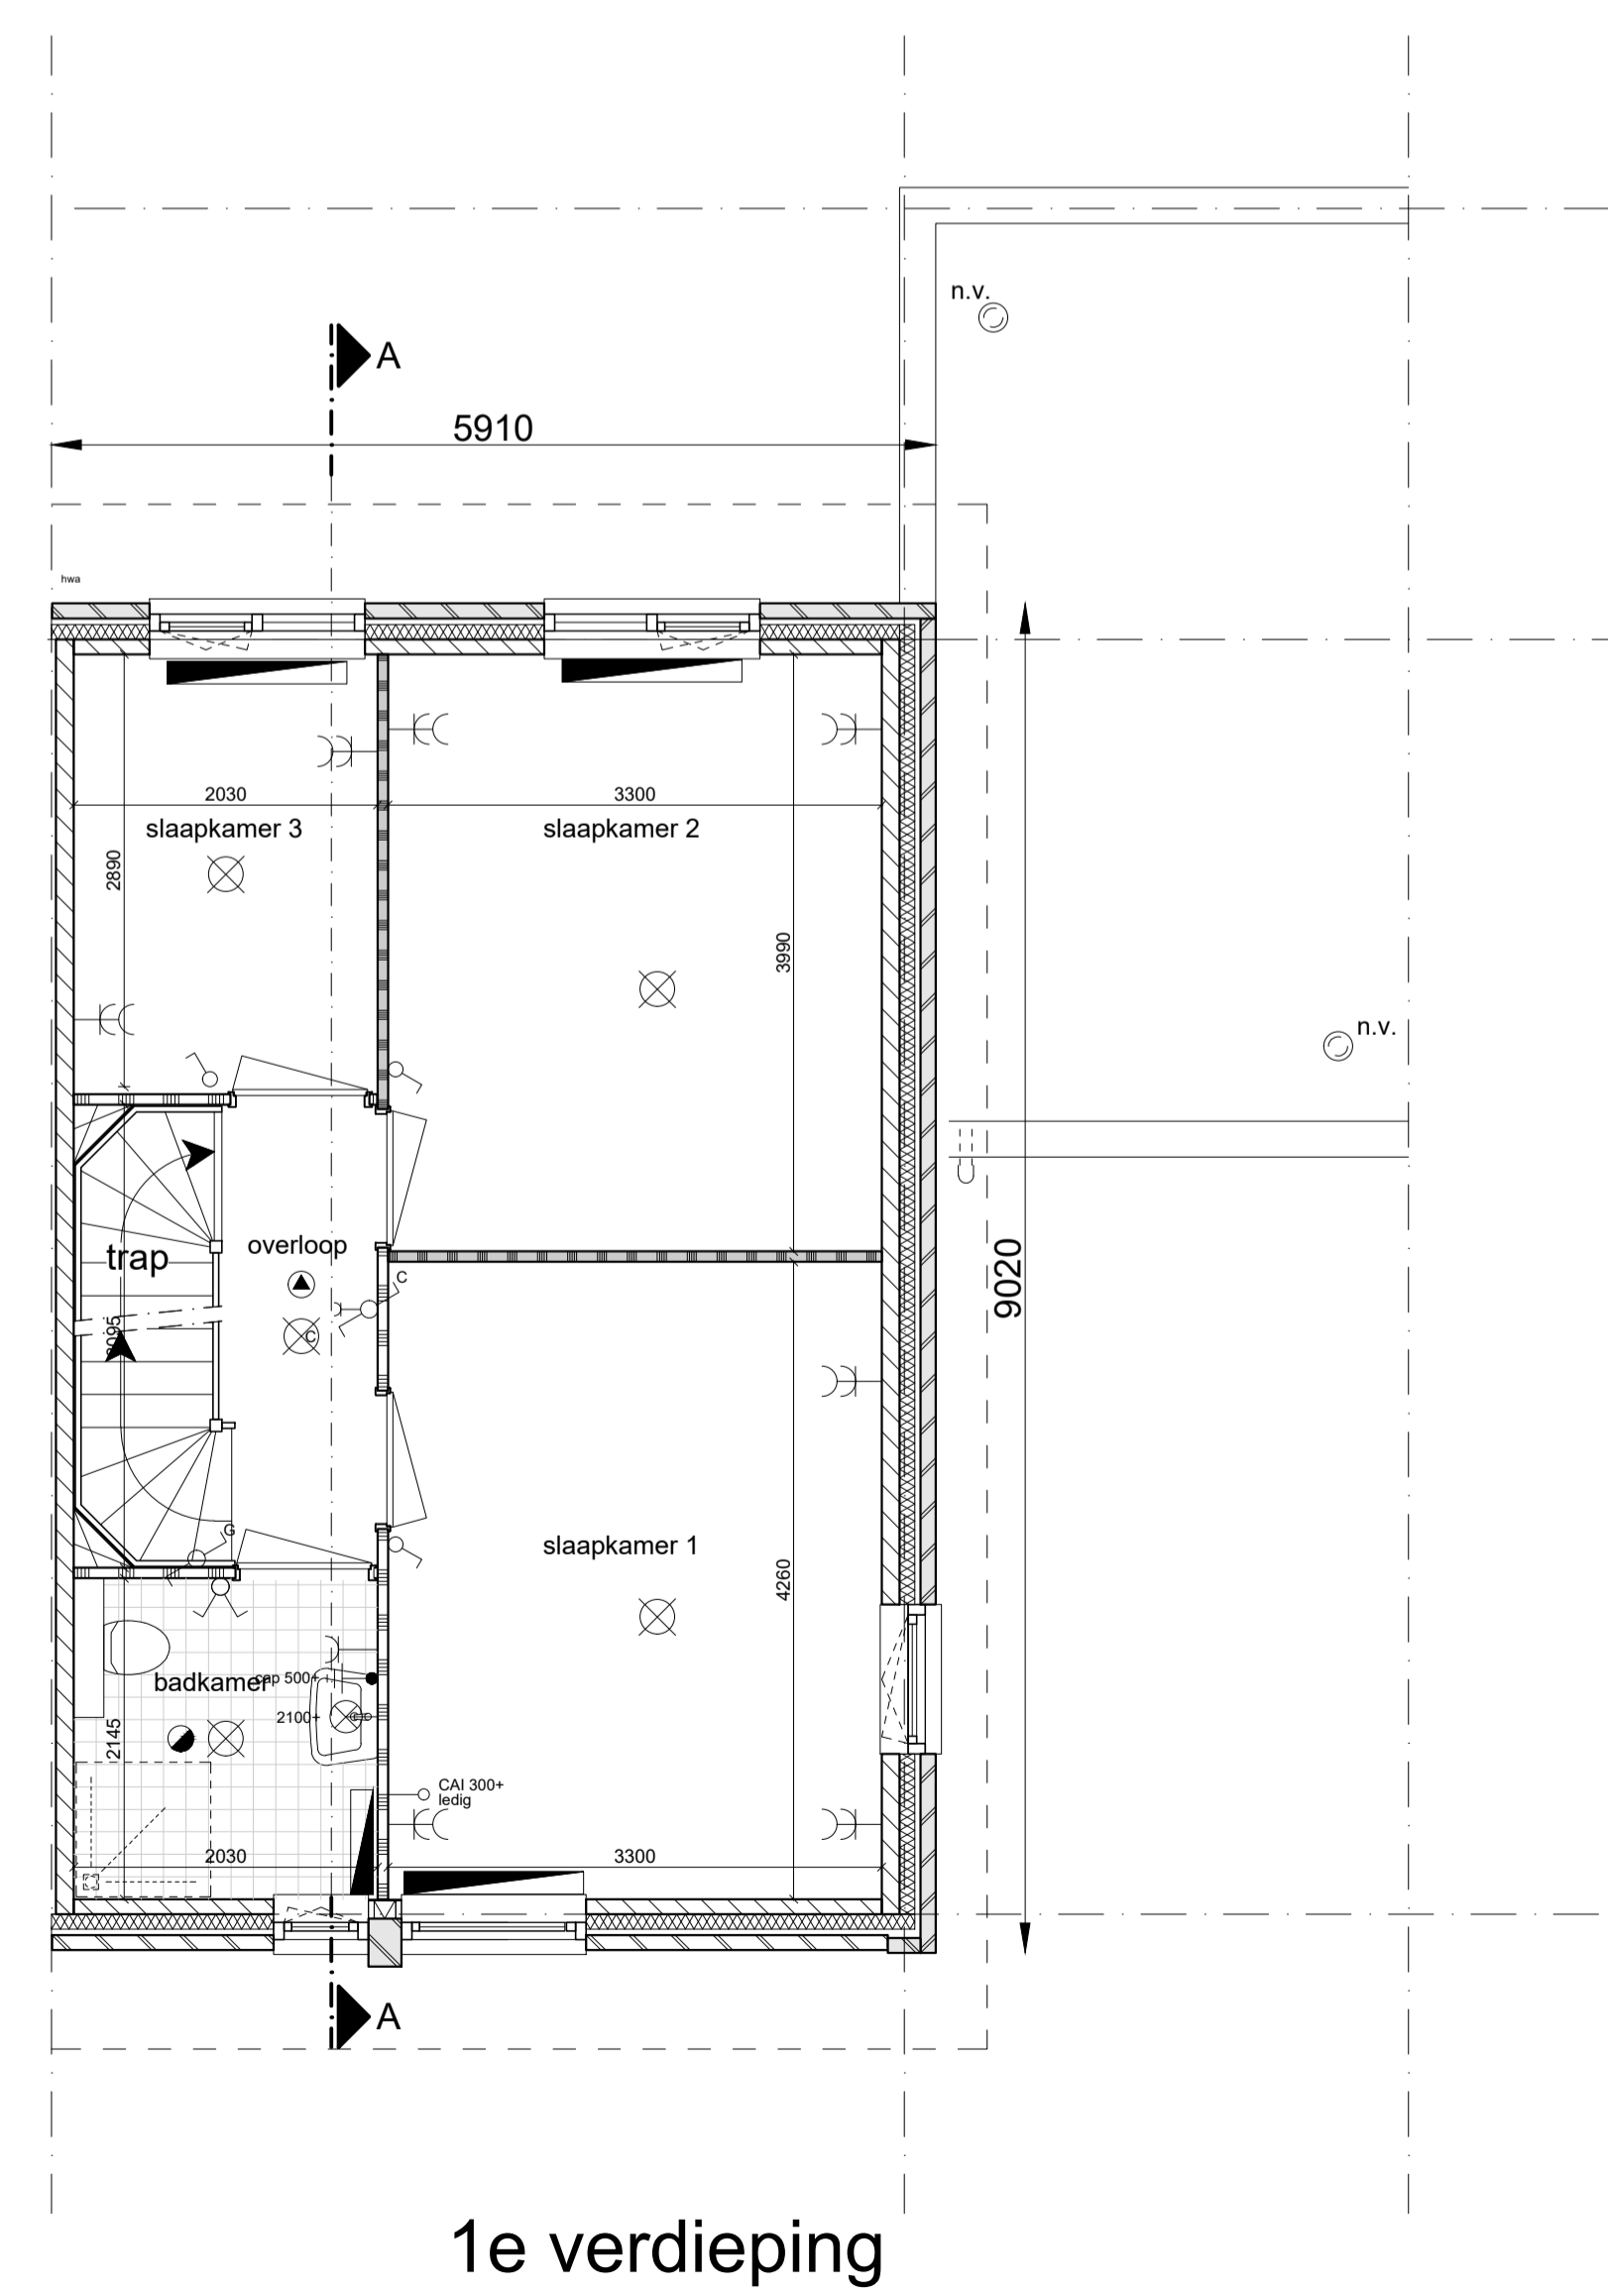 n.v.
A
5910
hwa
2030
3300
slaapkamer 3
slaapkamer 2
2890
3990
n.v.
overloop
trap
C
9020
C
3095
G
slaapkamer 1
4260
badkamer
cap 500+
2100+
2145
CAI 300+
ledig
2030
3300
A
1e verdieping